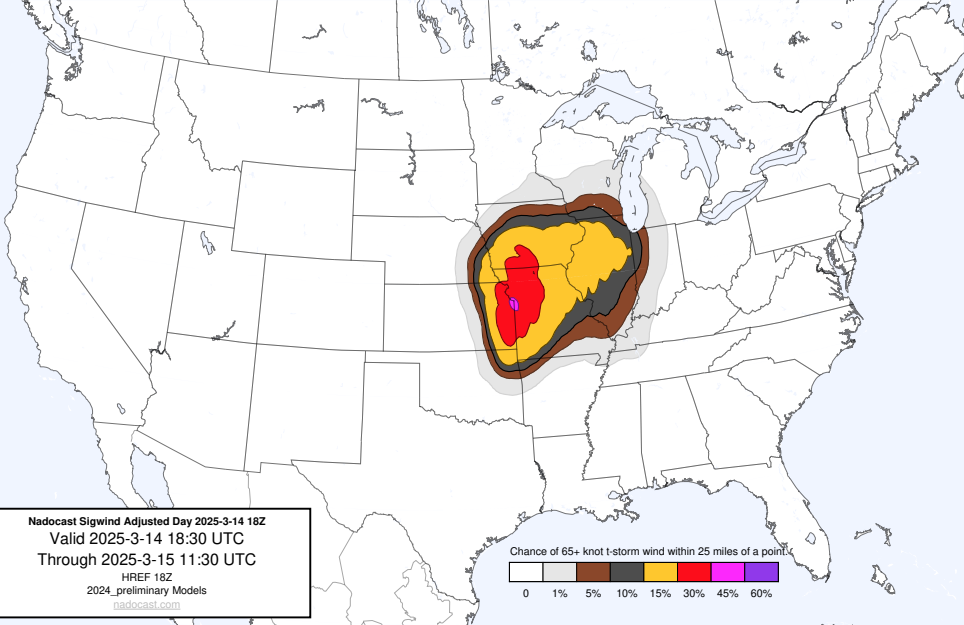 Nadocast Sigwind Adjusted Day 2025-3-14 18Z
Valid 2025-3-14 18:30 UTC
Through 2025-3-15 11:30 UTC
HREF 18Z
2024_preliminary Models
nadocast.com
Chance of 65+ knot t-storm wind within 25 miles of a point.
0 1% 5% 10% 15% 30% 45% 60%